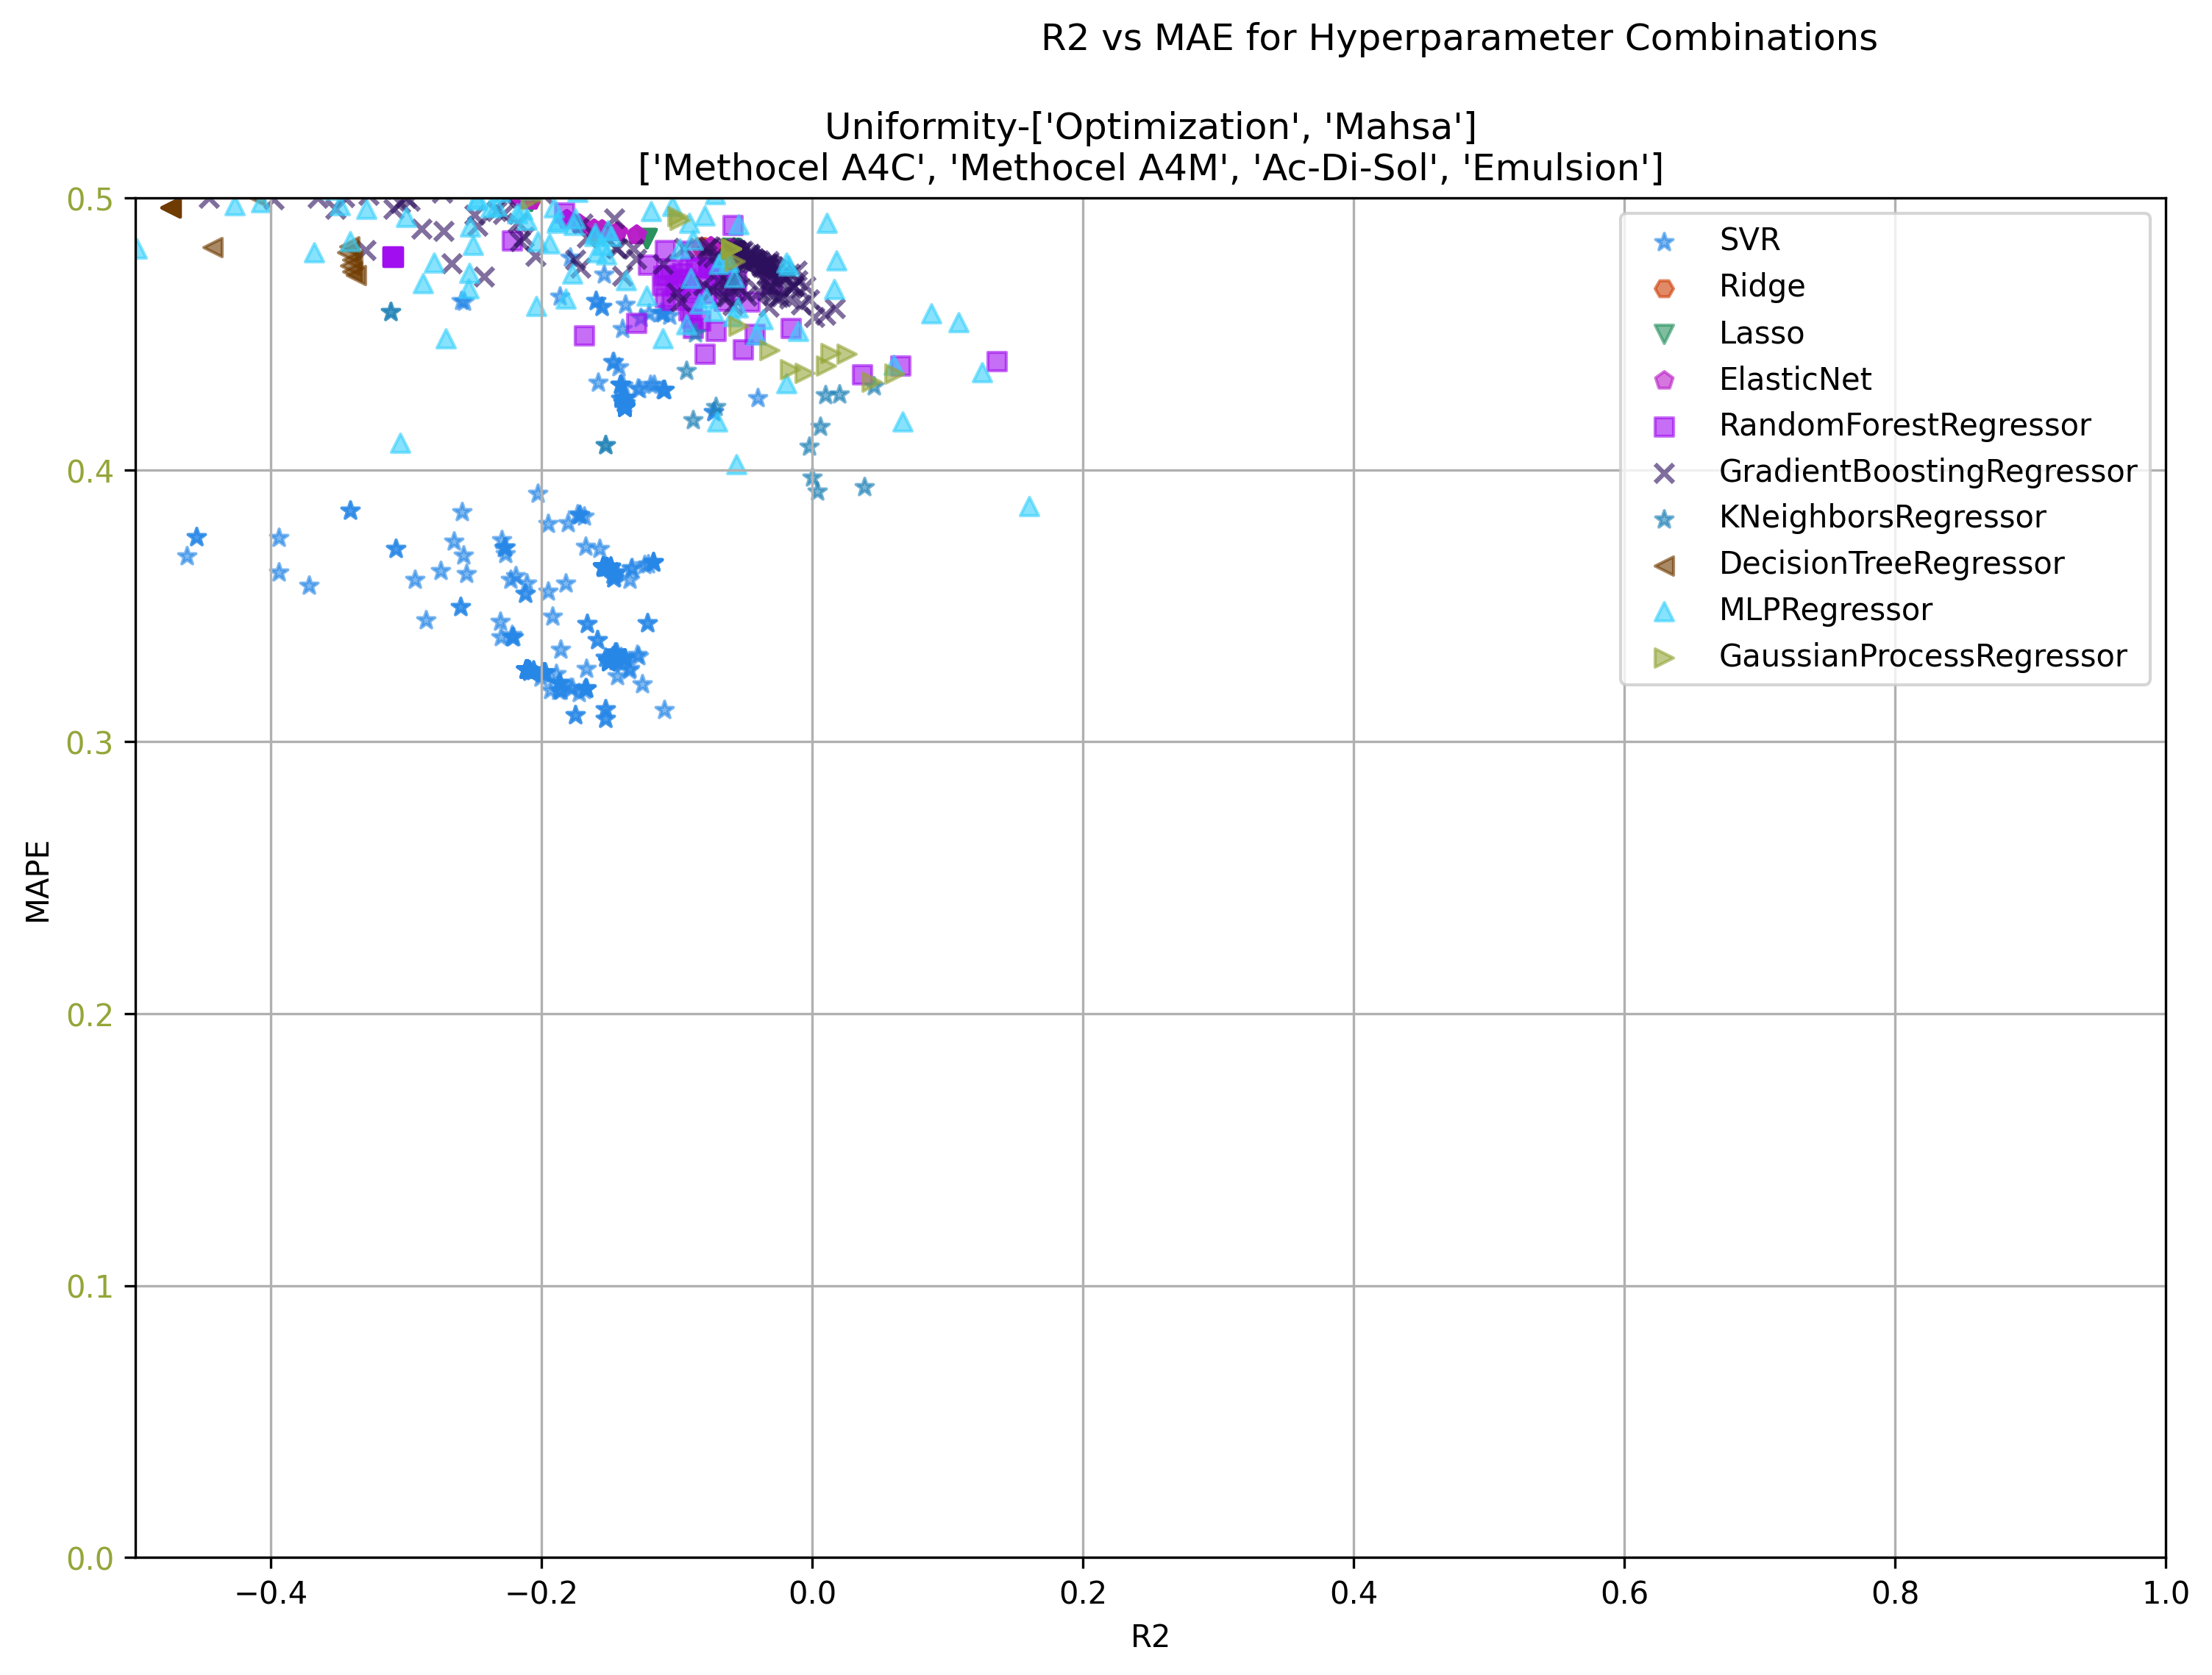 R2 vs MAE for Hyperparameter Combinations
Uniformity-['Optimization', 'Mahsa']
['Methocel A4C', 'Methocel A4M', 'Ac-Di-Sol', 'Emulsion']
0.5
0.4
0.3
0.2
0.1
0.0
MAPE
SVR
Ridge
Lasso
ElasticNet
RandomForestRegressor
GradientBoostingRegressor
KNeighborsRegressor
DecisionTreeRegressor
MLPRegressor
GaussianProcessRegressor
−0.4 −0.2 0.0 0.2 0.4 0.6 0.8 1.0
R2